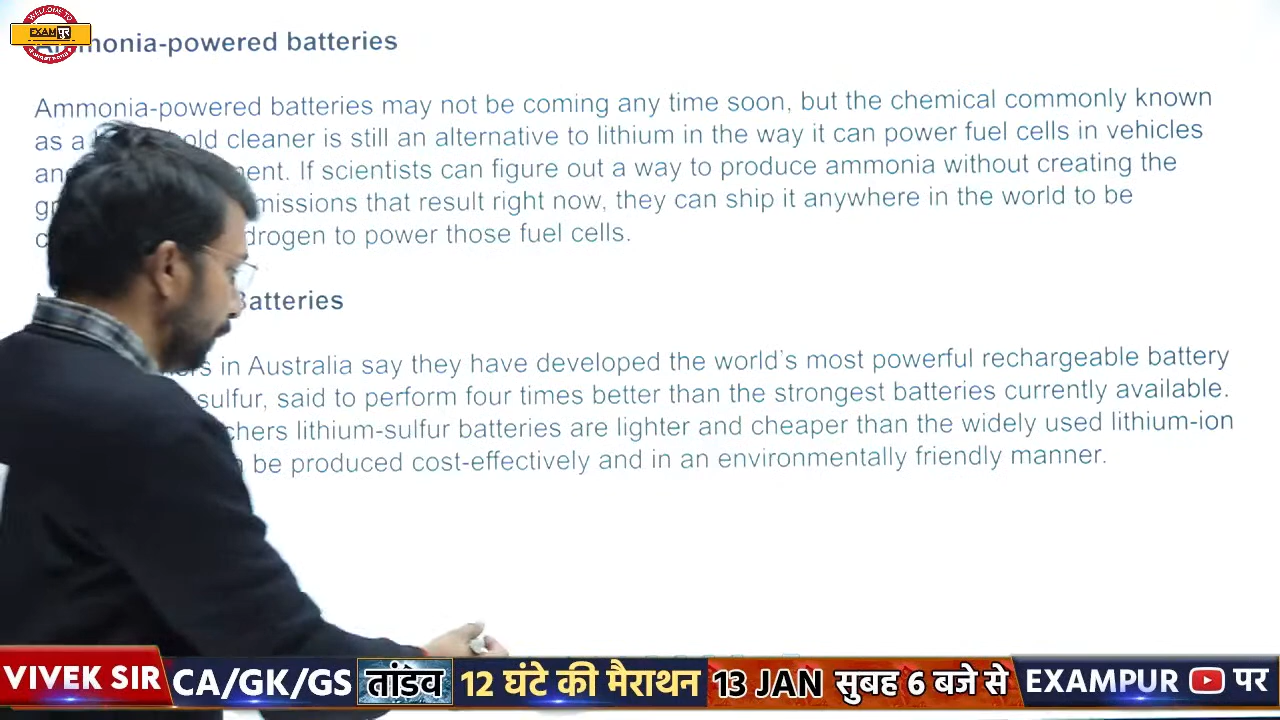 WELCOME TO
EXAMपुर
Ammonia-powered batteries
Ammonia-powered batteries may not be coming any time soon, but the chemical commonly known
as a old cleaner is still an alternative to lithium in the way it can power fuel cells in vehicles
ent. If scientists can figure out a way to produce ammonia without creating the
missions that result right now, they can ship it anywhere in the world to be
drogen to power those fuel cells.
Batteries
in Australia say they have developed the world's most powerful rechargeable battery
sulfur, said to perform four times better than the strongest batteries currently available.
chers lithium-sulfur batteries are lighter and cheaper than the widely used lithium-ion
be produced cost-effectively and in an environmentally friendly manner.
VIVEK SIR CA/GK/GS तांडव 12 घंटे की मैराथन 13 JAN सुबह 6 बजे से EXAMPUR पर